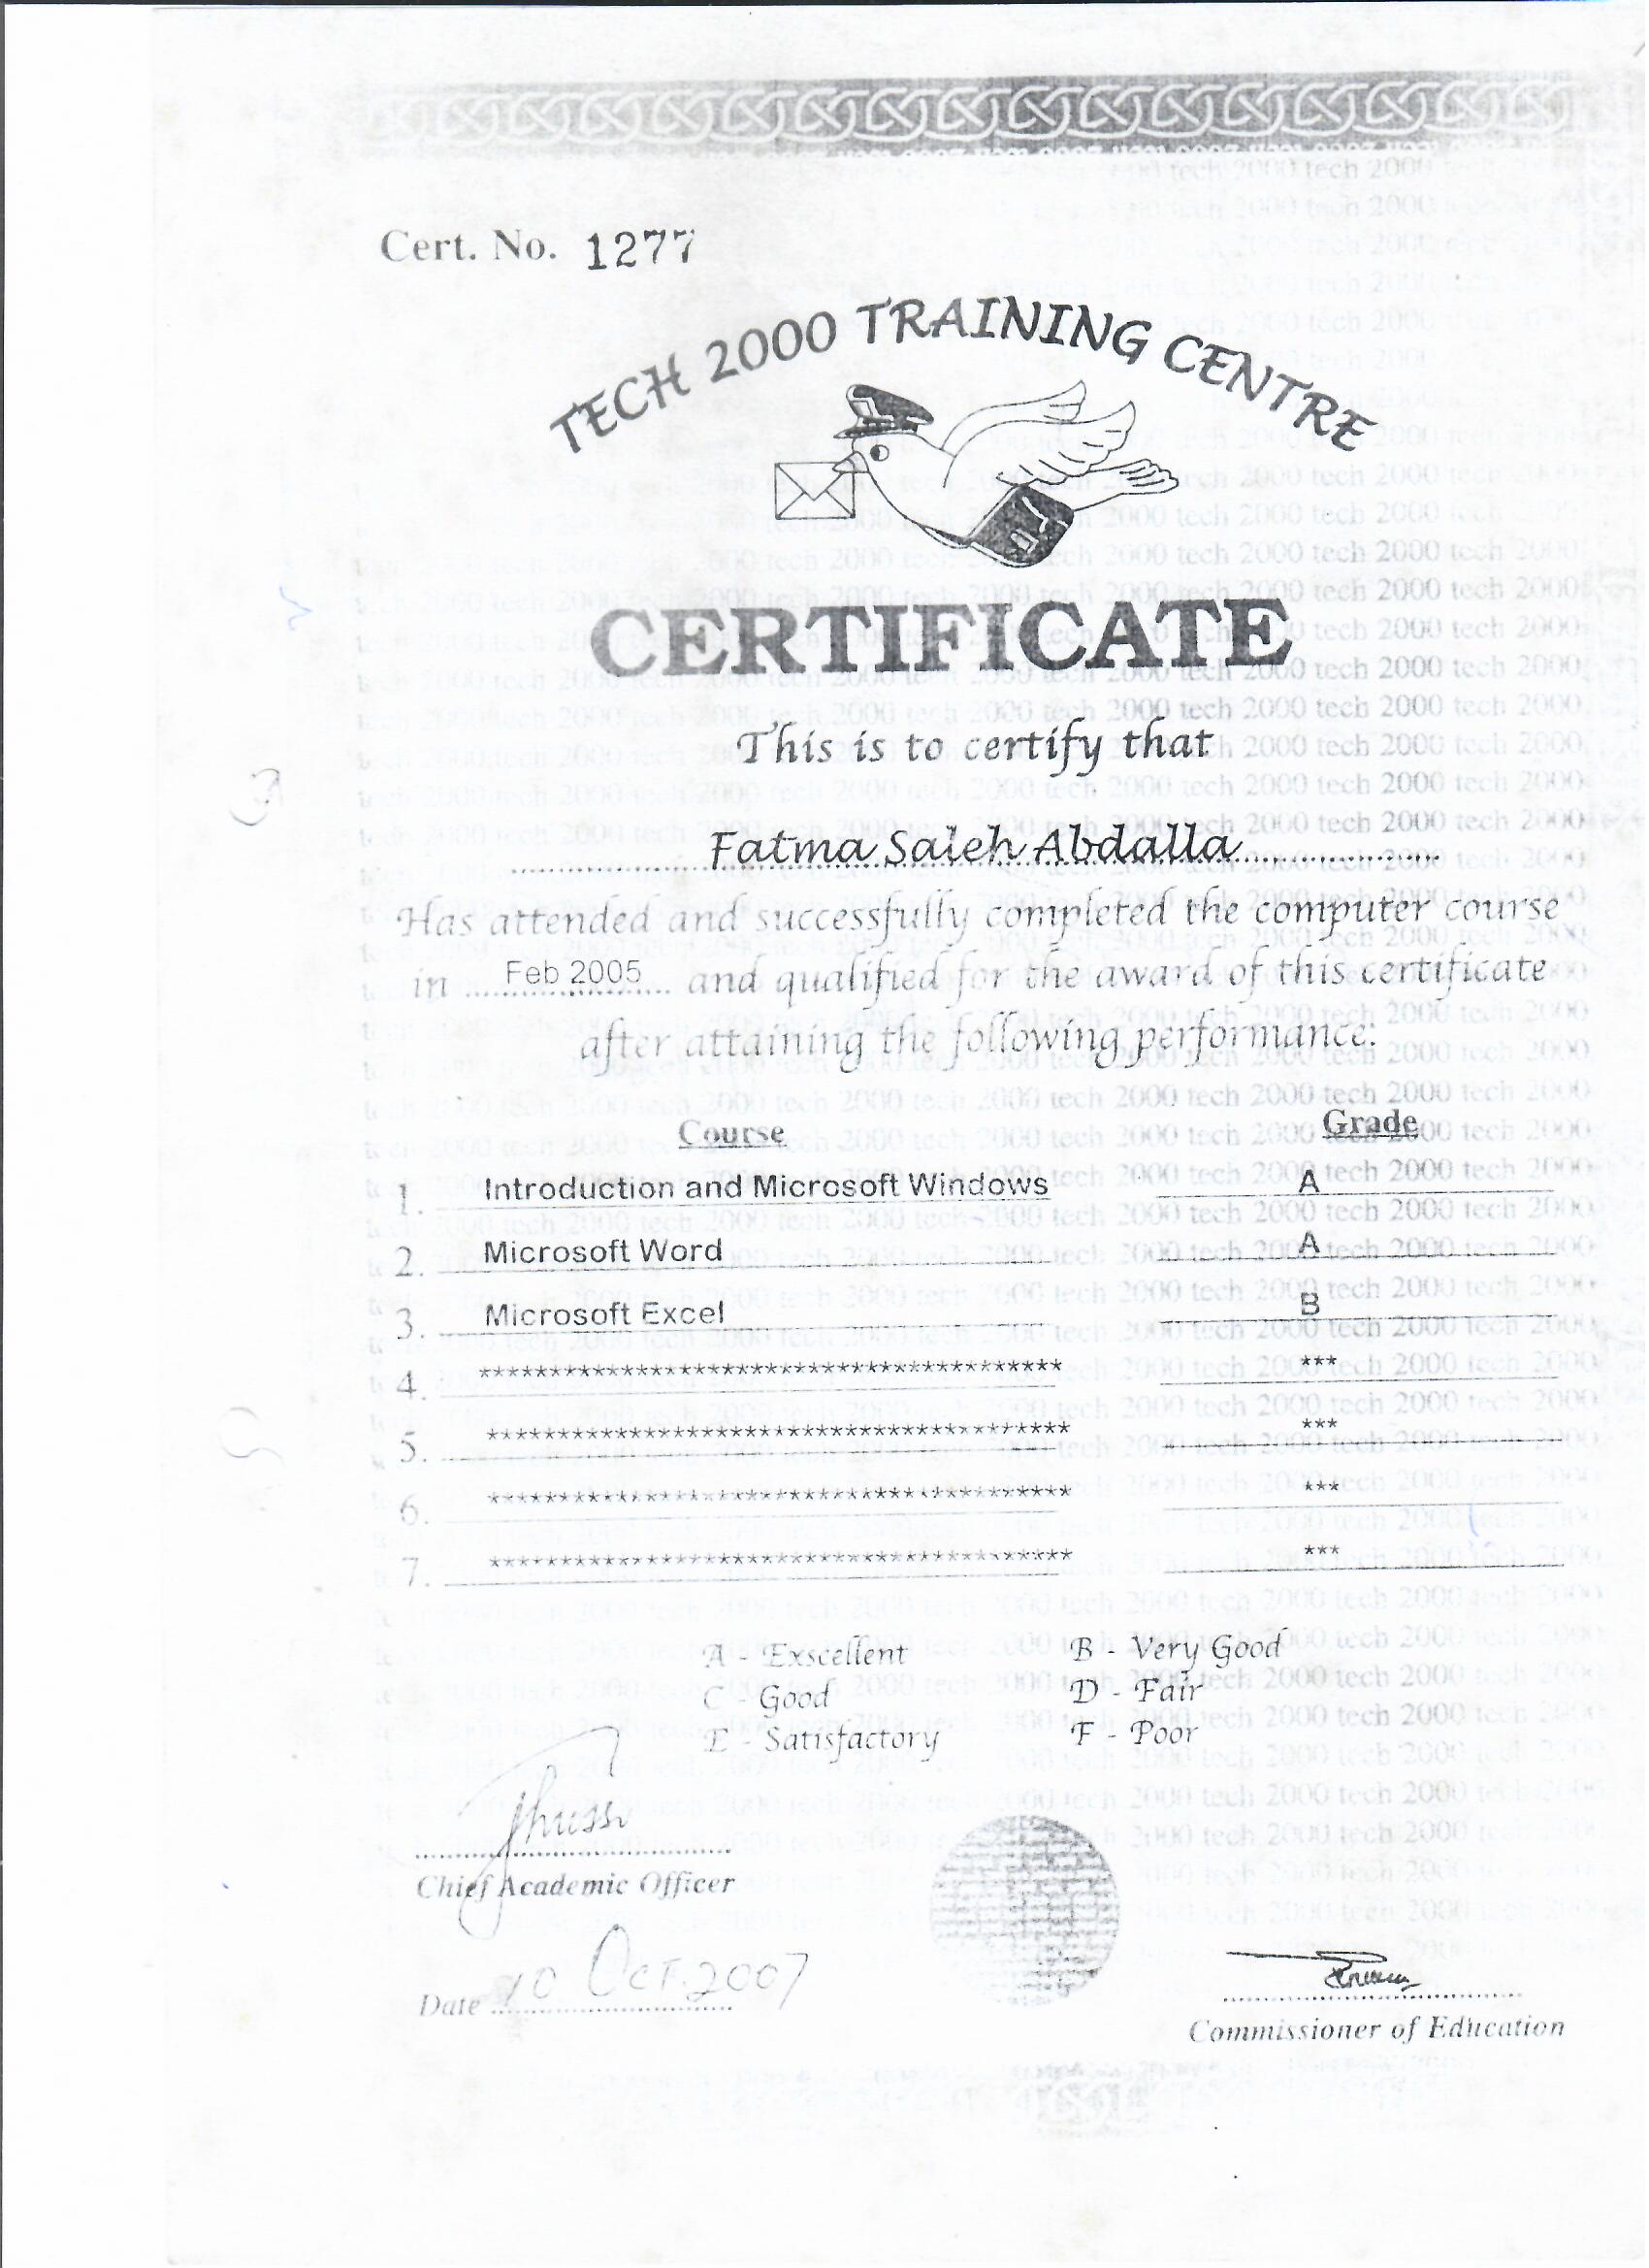 Cert. No. 1277
TECH 2000 TRAINING CENTRE
CERTIFICATE
This is to certify that
Fatma Saleh Abdalla
Has attended and successfully completed the computer course
in Feb 2005 and qualified for the award of this certificate
after attaining the following performance:
Course Grade
1. Introduction and Microsoft Windows A
2. Microsoft Word A
3. Microsoft Excel B
4. ***************************************** ***
5. ***************************************** ***
6. ***************************************** ***
7. ***************************************** ***
A - Exscellent B - Very Good
C - Good D - Fair
E - Satisfactory F - Poor
Chief Academic Officer
Date 10 Oct. 2007
Commissioner of Education